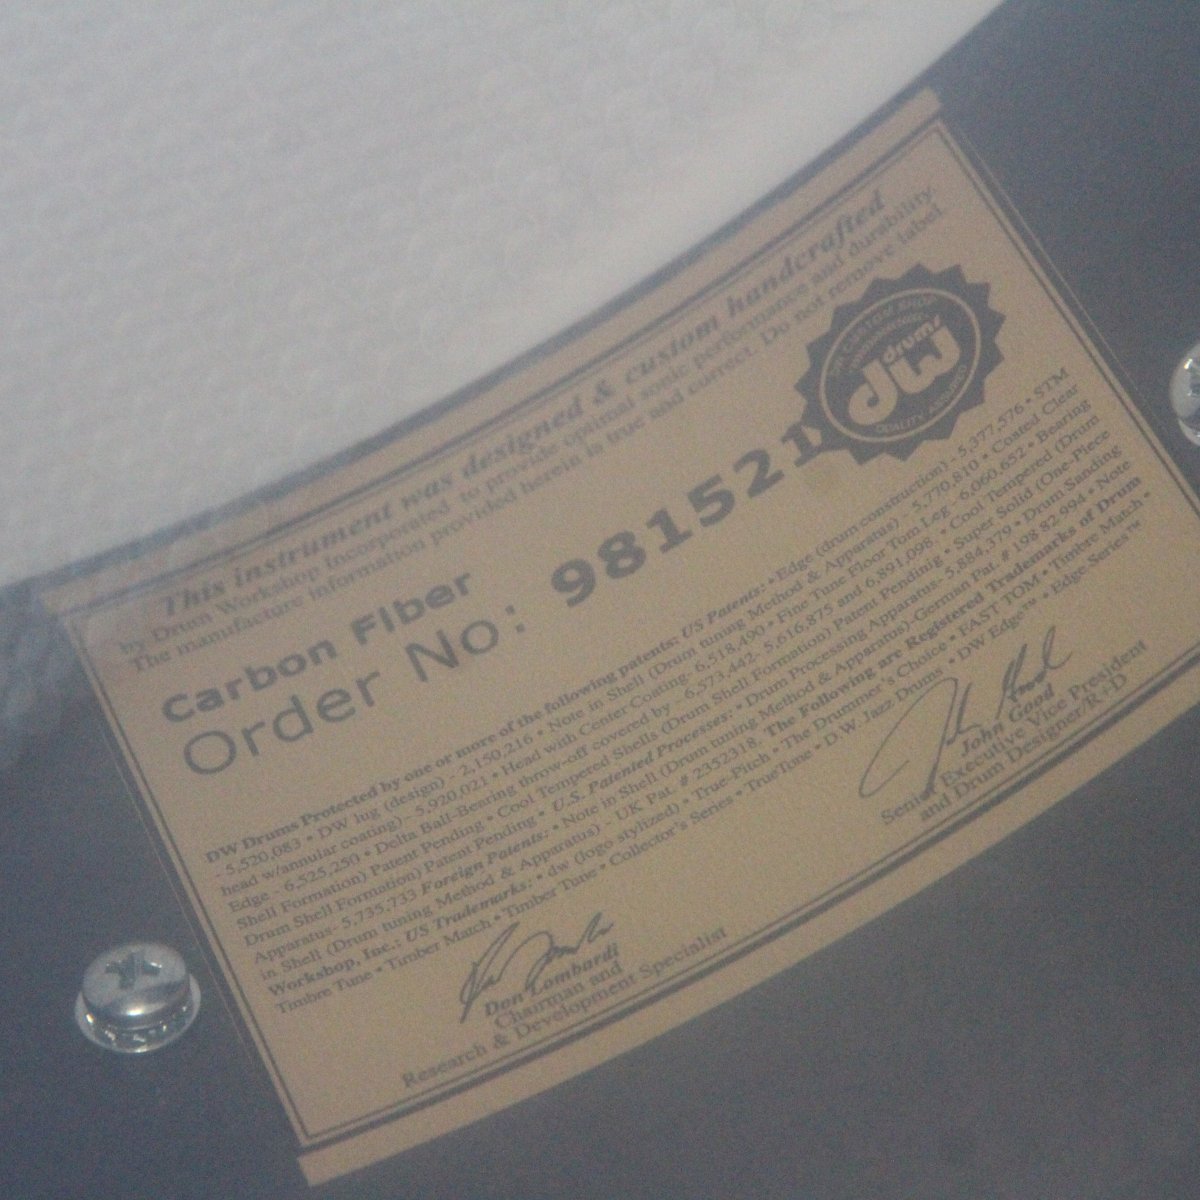 This instrument was designed & custom handcrafted
by Drum Workshop Incorporated to provide optimal sonic performance and durability.
The manufacture information provided herein is true and correct. Do not remove label.
Carbon Fiber
Order No: 981521
drums
DW
QUALITY ASSURED
DW Drums Protected by one or more of the following patents: US Patents: • Edge (drum construction) - 5,377,576 • STM
- 5,520,083 • DW lug (design) - 2,150,216 • Note in Shell (Drum tuning Method & Apparatus) - 5,770,810 • Coated Clear
head w/annular coating) - 5,920,021 • Head with Center Coating- 6,518,490 • Fine Tune Floor Tom Leg - 6,060,652 • Bearing
Edge - 6,525,250 • Delta Ball-Bearing throw-off covered by - 6,573,442- 5,616,875 and 6,891,098 • Cool Tempered (Drum
Shell Formation) Patent Pending • Cool Tempered Shells (Drum Shell Formation) Patent Pending • Super Solid (One-Piece
Drum Shell Formation) Patent Pending • U.S. Patented Processes: • Drum Processing Apparatus- 5,884,379 • Drum Sanding
Apparatus- 5,735,733 Foreign Patents: • Note in Shell (Drum tuning Method & Apparatus)-German Pat. # 198 82 994 • Note
in Shell (Drum tuning Method & Apparatus) - UK Pat. # 2352318. The Following are Registered Trademarks of Drum
Workshop, Inc.: US Trademarks: • dw (logo stylized) • True-Pitch • The Drummer's Choice • FAST TOM • Timbre Match •
Timbre Tune • Timber Match • Timber Tune • Collector's Series • TrueTone • D.W. Jazz Drums • DW Edge™ • Edge Series™
Don Lombardi
Chairman and
Research & Development Specialist
John Good
Senior Executive Vice President
and Drum Designer/R+D